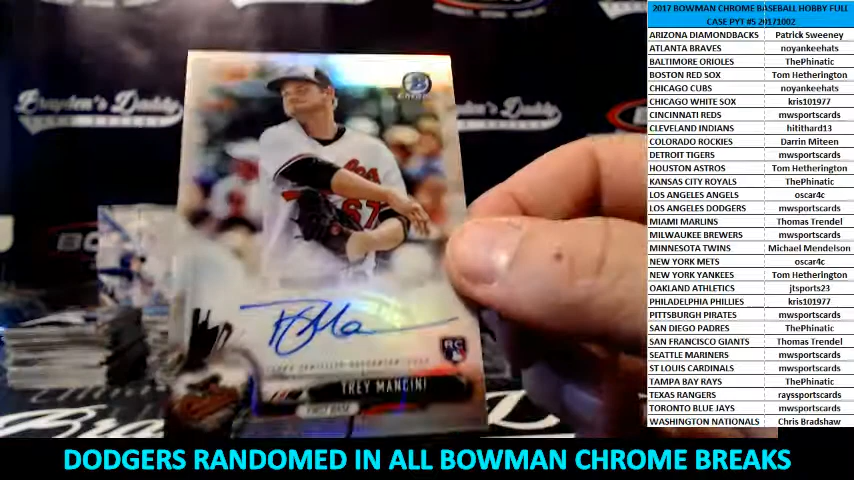 2017 BOWMAN CHROME BASEBALL HOBBY FULL
CASE PYT #5 20171002
ARIZONA DIAMONDBACKS Patrick Sweeney
ATLANTA BRAVES noyankeehats
BALTIMORE ORIOLES ThePhinatic
BOSTON RED SOX Tom Hetherington
CHICAGO CUBS noyankeehats
CHICAGO WHITE SOX kris101977
CINCINNATI REDS mwsportscards
CLEVELAND INDIANS hitithard13
COLORADO ROCKIES Darrin Miteen
DETROIT TIGERS mwsportscards
HOUSTON ASTROS Tom Hetherington
KANSAS CITY ROYALS ThePhinatic
LOS ANGELES ANGELS oscar4c
LOS ANGELES DODGERS mwsportscards
MIAMI MARLINS Thomas Trendel
MILWAUKEE BREWERS mwsportscards
MINNESOTA TWINS Michael Mendelson
NEW YORK METS oscar4c
NEW YORK YANKEES Tom Hetherington
OAKLAND ATHLETICS jtsports23
PHILADELPHIA PHILLIES kris101977
PITTSBURGH PIRATES mwsportscards
SAN DIEGO PADRES ThePhinatic
SAN FRANCISCO GIANTS Thomas Trendel
SEATTLE MARINERS mwsportscards
ST LOUIS CARDINALS mwsportscards
TAMPA BAY RAYS ThePhinatic
TEXAS RANGERS rayssportscards
TORONTO BLUE JAYS mwsportscards
WASHINGTON NATIONALS Chris Bradshaw
Brayden's Daddy
Chrome
67
RC
TREY MANCINI
FIRST BASE
DODGERS RANDOMED IN ALL BOWMAN CHROME BREAKS